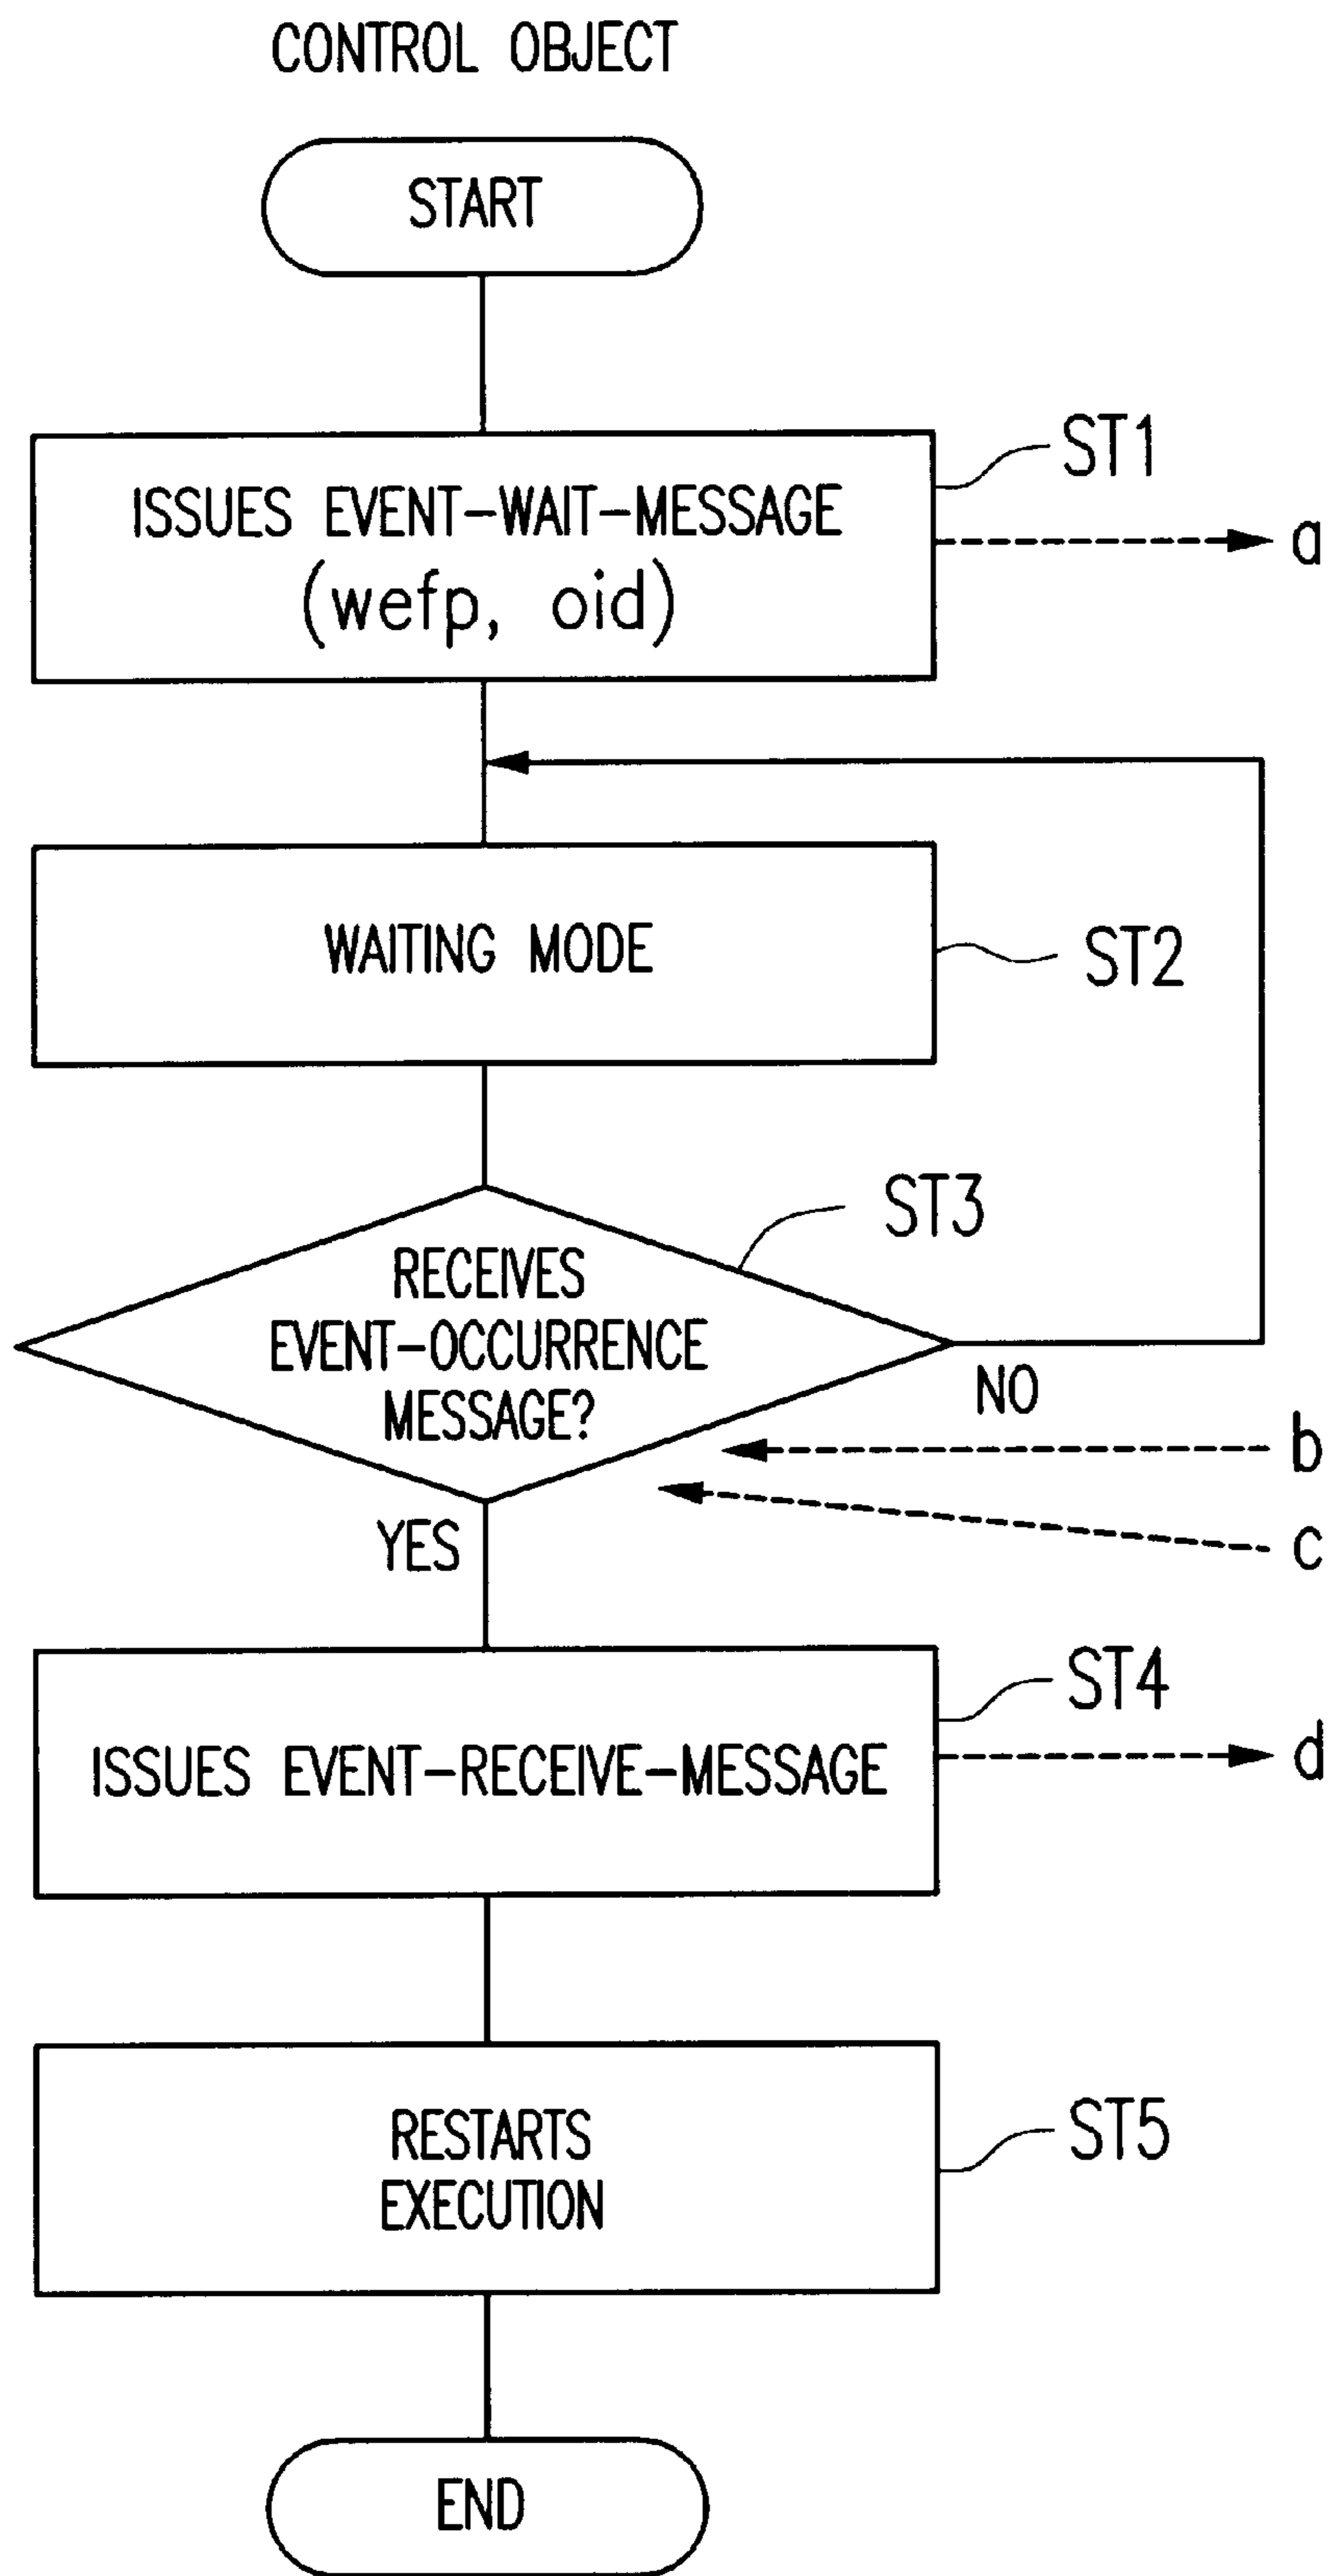 CONTROL OBJECT
START
ST1
ISSUES EVENT-WAIT-MESSAGE
(wefp, oid)
a
WAITING MODE
ST2
ST3
RECEIVES
EVENT-OCCURRENCE
MESSAGE?
NO
b
c
YES
ST4
ISSUES EVENT-RECEIVE-MESSAGE
d
RESTARTS
EXECUTION
ST5
END